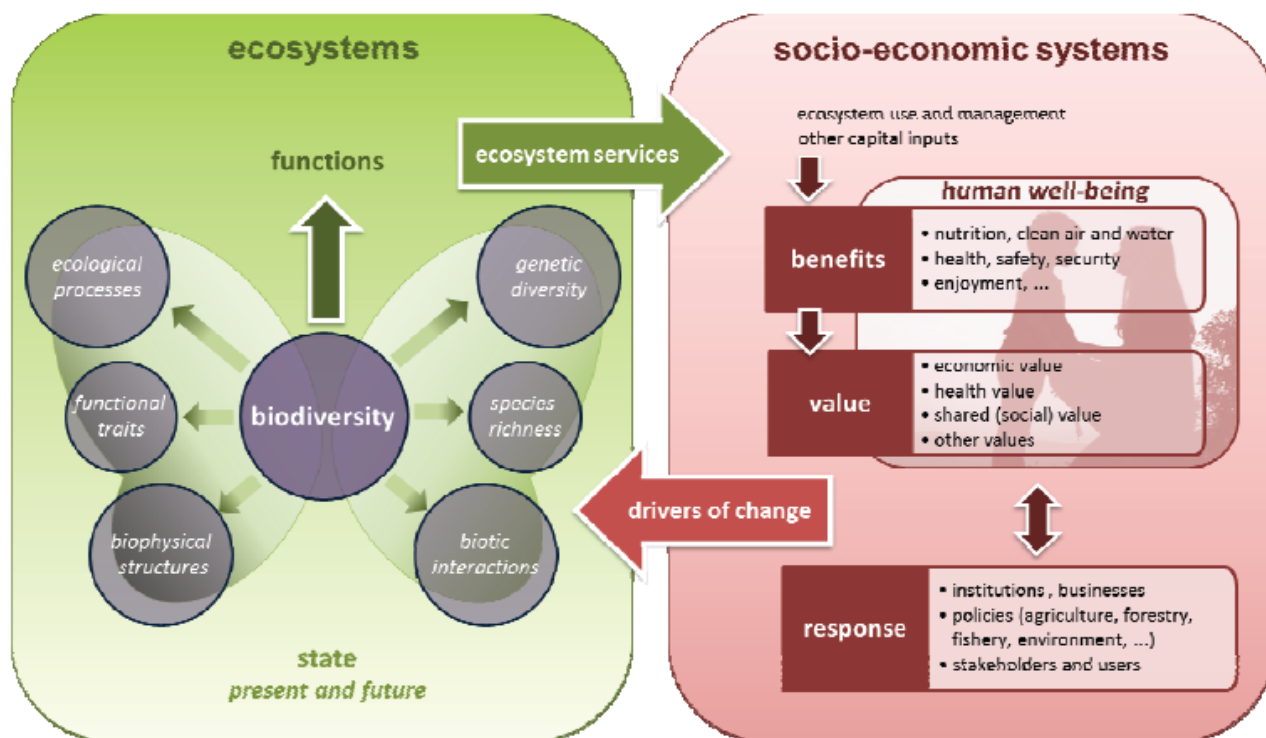 ecosystems
functions
ecological
processes
genetic
diversity
functional
traits
biodiversity
species
richness
biophysical
structures
biotic
interactions
state
present and future
ecosystem services
drivers of change
socio-economic systems
ecosystem use and management
other capital inputs
human well-being
benefits
• nutrition, clean air and water
• health, safety, security
• enjoyment, ...
value
• economic value
• health value
• shared (social) value
• other values
response
• institutions , businesses
• policies (agriculture, forestry,
fishery, environment, ...)
• stakeholders and users